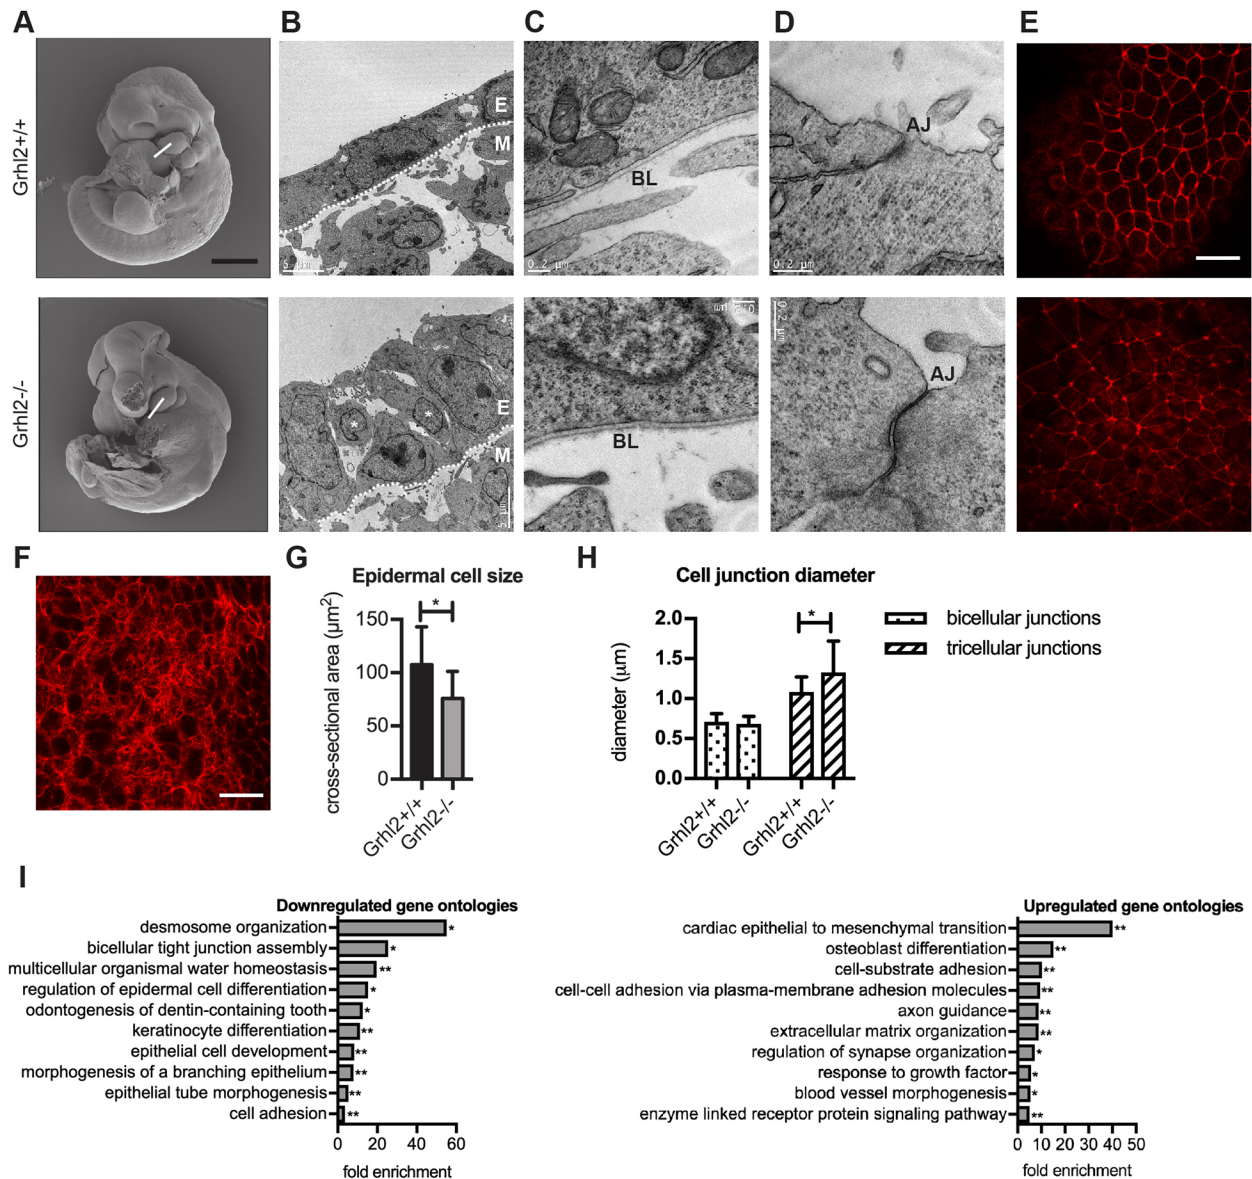 A
B
C
D
E
Grhl2+/+
E
M
5 µm
BL
0.2 µm
AJ
0.2 µm
Grhl2-/-
*
*
E
M
BL
0.2 µm
AJ
0.2 µm
F
G
H
Epidermal cell size
cross-sectional area (µm²)
150
100
50
0
*
Grhl2+/+
Grhl2-/-
Cell junction diameter
diameter (µm)
2.0
1.5
1.0
0.5
0.0
*
Grhl2+/+
Grhl2-/-
Grhl2+/+
Grhl2-/-
bicellular junctions
tricellular junctions
I
Downregulated gene ontologies
desmosome organization *
bicellular tight junction assembly *
multicellular organismal water homeostasis **
regulation of epidermal cell differentiation *
odontogenesis of dentin-containing tooth *
keratinocyte differentiation **
epithelial cell development **
morphogenesis of a branching epithelium **
epithelial tube morphogenesis **
cell adhesion **
0 20 40 60
fold enrichment
Upregulated gene ontologies
cardiac epithelial to mesenchymal transition **
osteoblast differentiation **
cell-substrate adhesion **
cell-cell adhesion via plasma-membrane adhesion molecules **
axon guidance **
extracellular matrix organization **
regulation of synapse organization *
response to growth factor *
blood vessel morphogenesis *
enzyme linked receptor protein signaling pathway **
0 10 20 30 40 50
fold enrichment